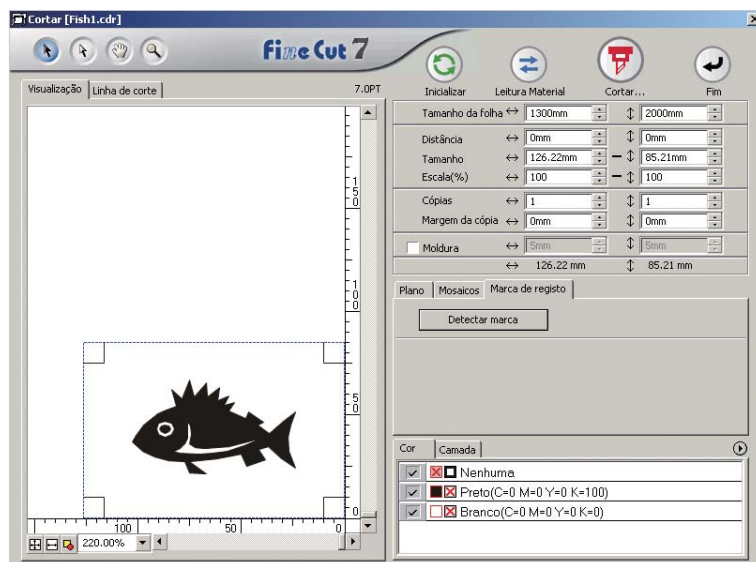 Cortar [Fish1.cdr]
FineCut 7
Inicializar Leitura Material Cortar... Fim
Visualização Linha de corte 7.0PT
Tamanho da folha 1300mm 2000mm
Distância 0mm 0mm
Tamanho 126.22mm 85.21mm
Escala(%) 100 100
Cópias 1 1
Margem da cópia 0mm 0mm
Moldura 5mm 5mm
126.22 mm 85.21 mm
Plano Mosaicos Marca de registo
Detectar marca
150
100
50
0
100 50 0
220.00%
Cor Camada
Nenhuma
Preto(C=0 M=0 Y=0 K=100)
Branco(C=0 M=0 Y=0 K=0)